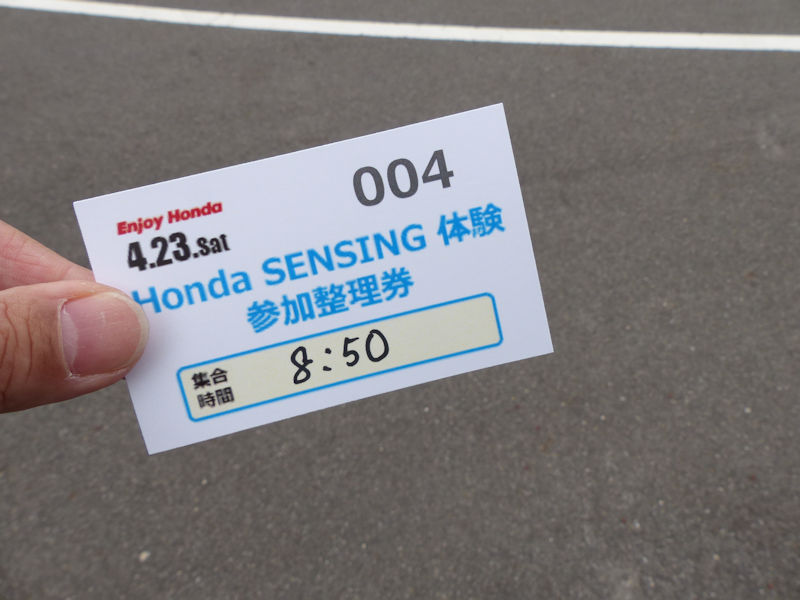 004
Enjoy Honda
4.23.Sat
Honda SENSING 体験
参加整理券
集合
時間
8:50